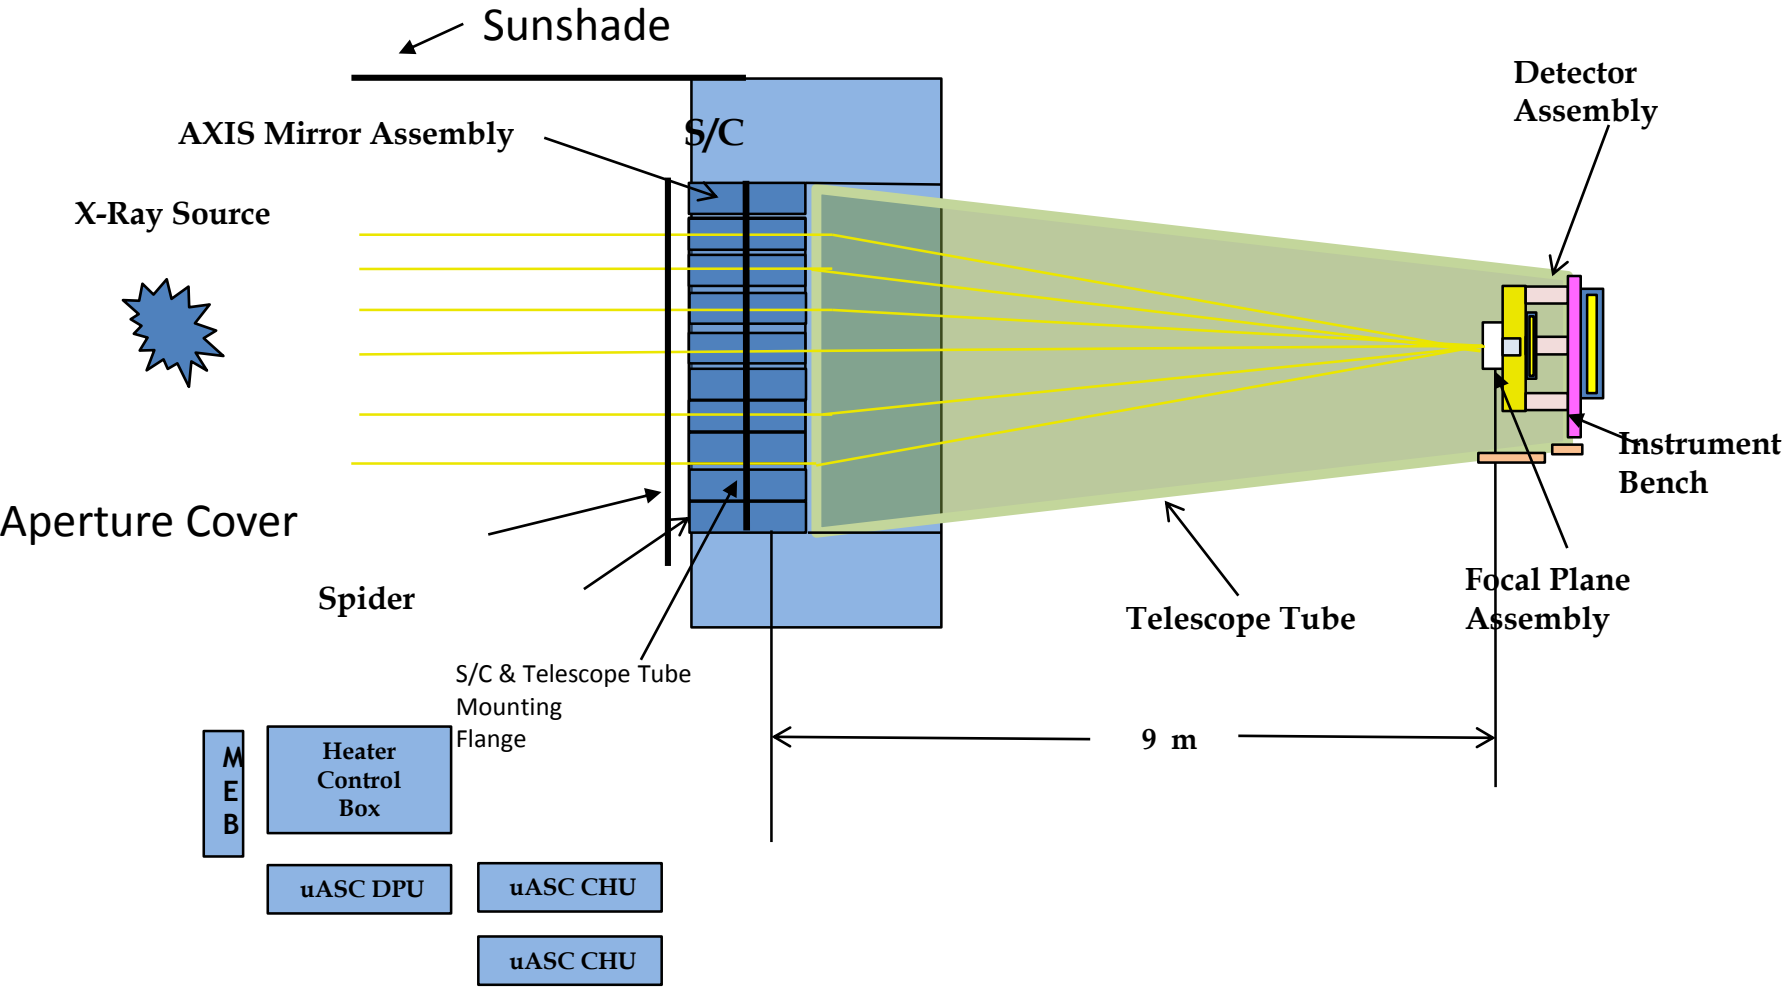 Sunshade
Detector
Assembly
AXIS Mirror Assembly
S/C
X-Ray Source
Instrument
Bench
Aperture Cover
Spider
Focal Plane
Assembly
Telescope Tube
S/C & Telescope Tube
Mounting
Flange
9 m
M
E
B
Heater
Control
Box
uASC DPU
uASC CHU
uASC CHU